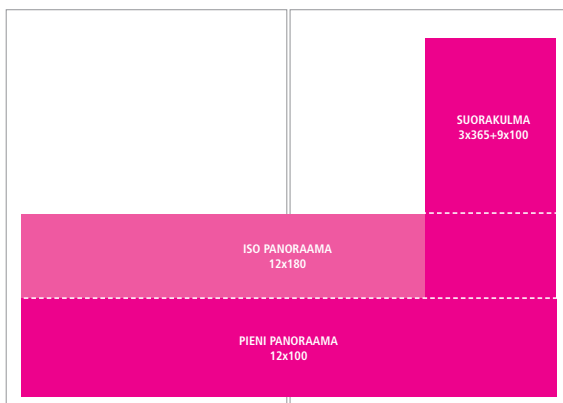 SUORAKULMA
3x365+9x100
ISO PANORAAMA
12x180
PIENI PANORAAMA
12x100